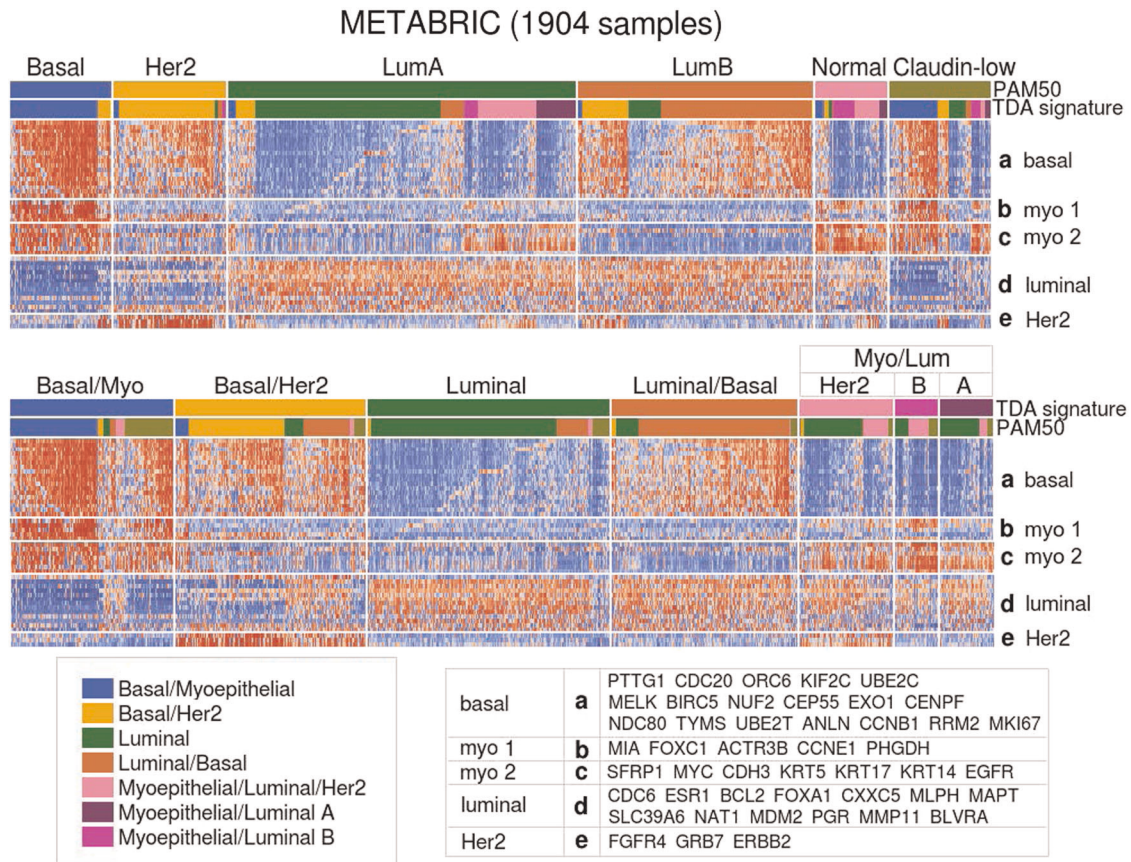 METABRIC (1904 samples)
Basal Her2 LumA LumB Normal Claudin-low
PAM50
TDA signature
a basal
b myo 1
c myo 2
d luminal
e Her2
Myo/Lum
Basal/Myo Basal/Her2 Luminal Luminal/Basal Her2 B A
TDA signature
PAM50
a basal
b myo 1
c myo 2
d luminal
e Her2
Basal/Myoepithelial
Basal/Her2
Luminal
Luminal/Basal
Myoepithelial/Luminal/Her2
Myoepithelial/Luminal A
Myoepithelial/Luminal B
PTTG1 CDC20 ORC6 KIF2C UBE2C
basal a MELK BIRC5 NUF2 CEP55 EXO1 CENPF
NDC80 TYMS UBE2T ANLN CCNB1 RRM2 MKI67
myo 1 b MIA FOXC1 ACTR3B CCNE1 PHGDH
myo 2 c SFRP1 MYC CDH3 KRT5 KRT17 KRT14 EGFR
luminal d CDC6 ESR1 BCL2 FOXA1 CXXC5 MLPH MAPT
SLC39A6 NAT1 MDM2 PGR MMP11 BLVRA
Her2 e FGFR4 GRB7 ERBB2